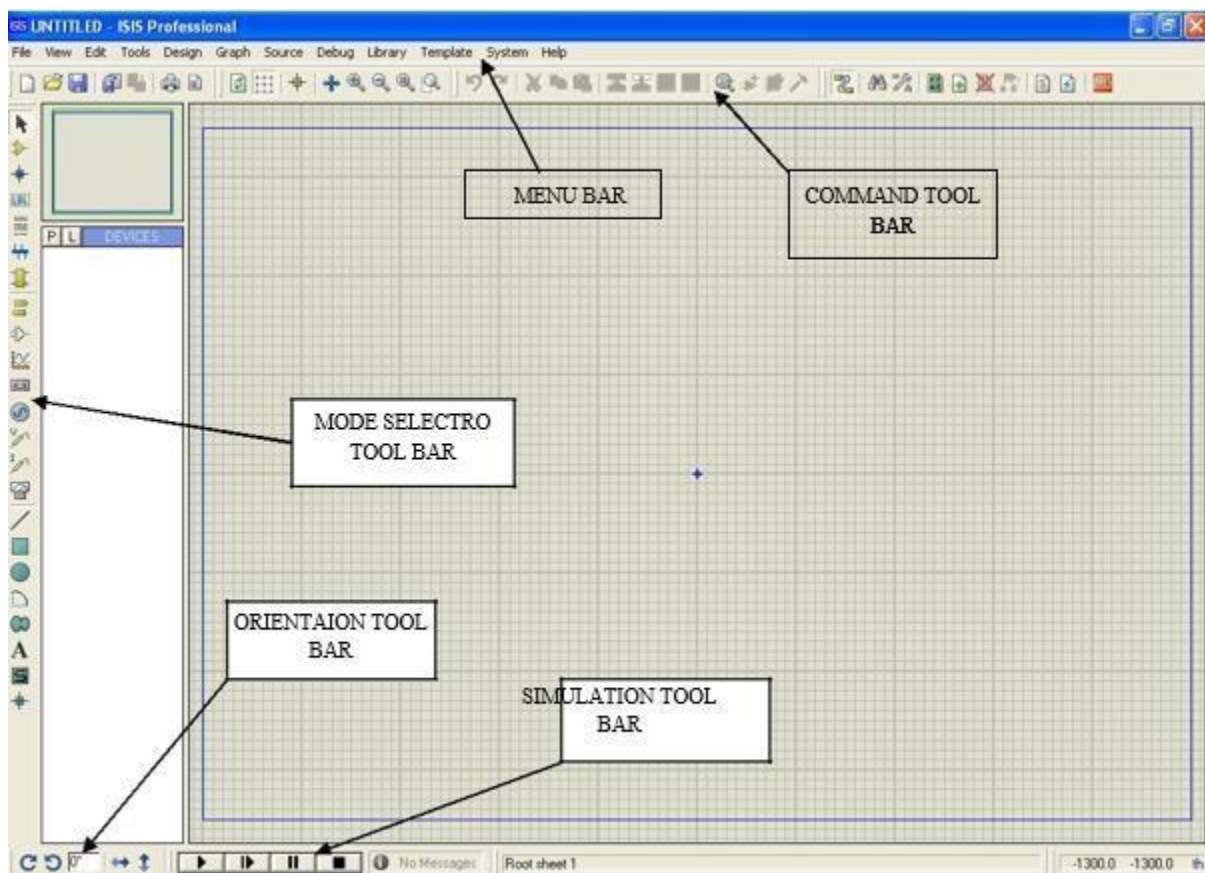 UNTITLED - ISIS Professional
File View Edit Tools Design Graph Source Debug Library Template System Help
MENU BAR
COMMAND TOOL
BAR
LBL
P L DEVICES
MODE SELECTRO
TOOL BAR
ORIENTAION TOOL
BAR
A
SIMULATION TOOL
BAR
0°
No Messages
Root sheet 1
-1300.0 -1300.0 th